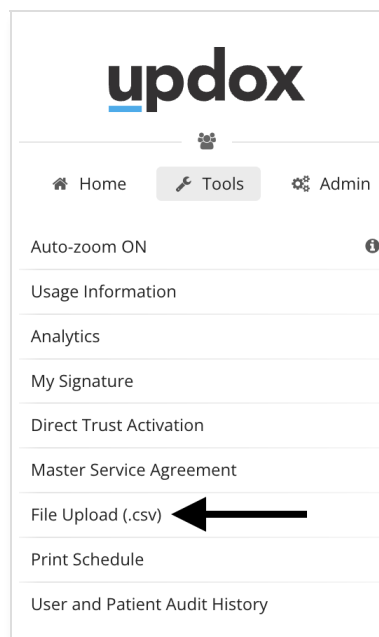 updox
Home Tools Admin
Auto-zoom ON
Usage Information
Analytics
My Signature
Direct Trust Activation
Master Service Agreement
File Upload (.csv)
Print Schedule
User and Patient Audit History